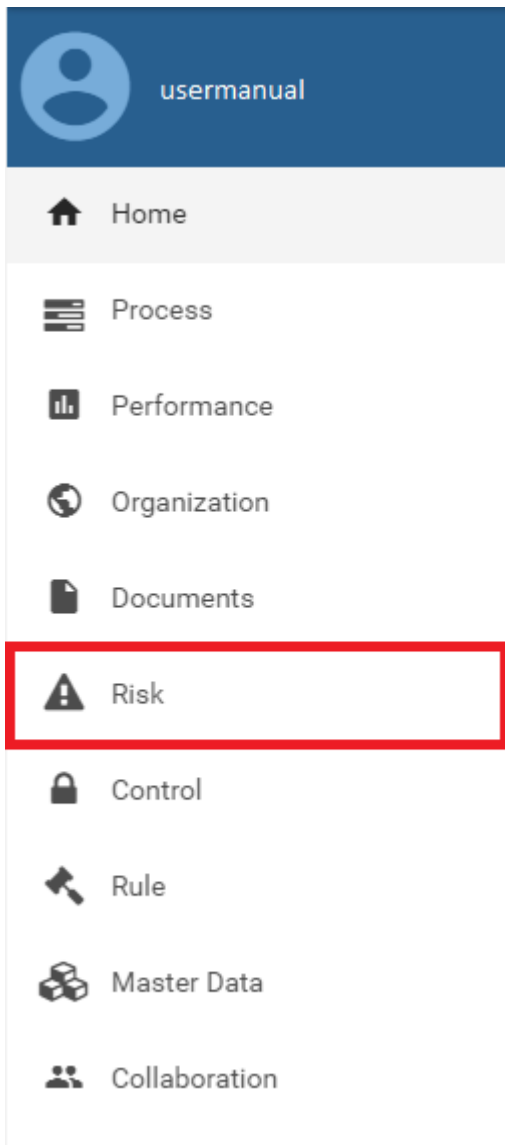 usermanual
Home
Process
Performance
Organization
Documents
Risk
Control
Rule
Master Data
Collaboration